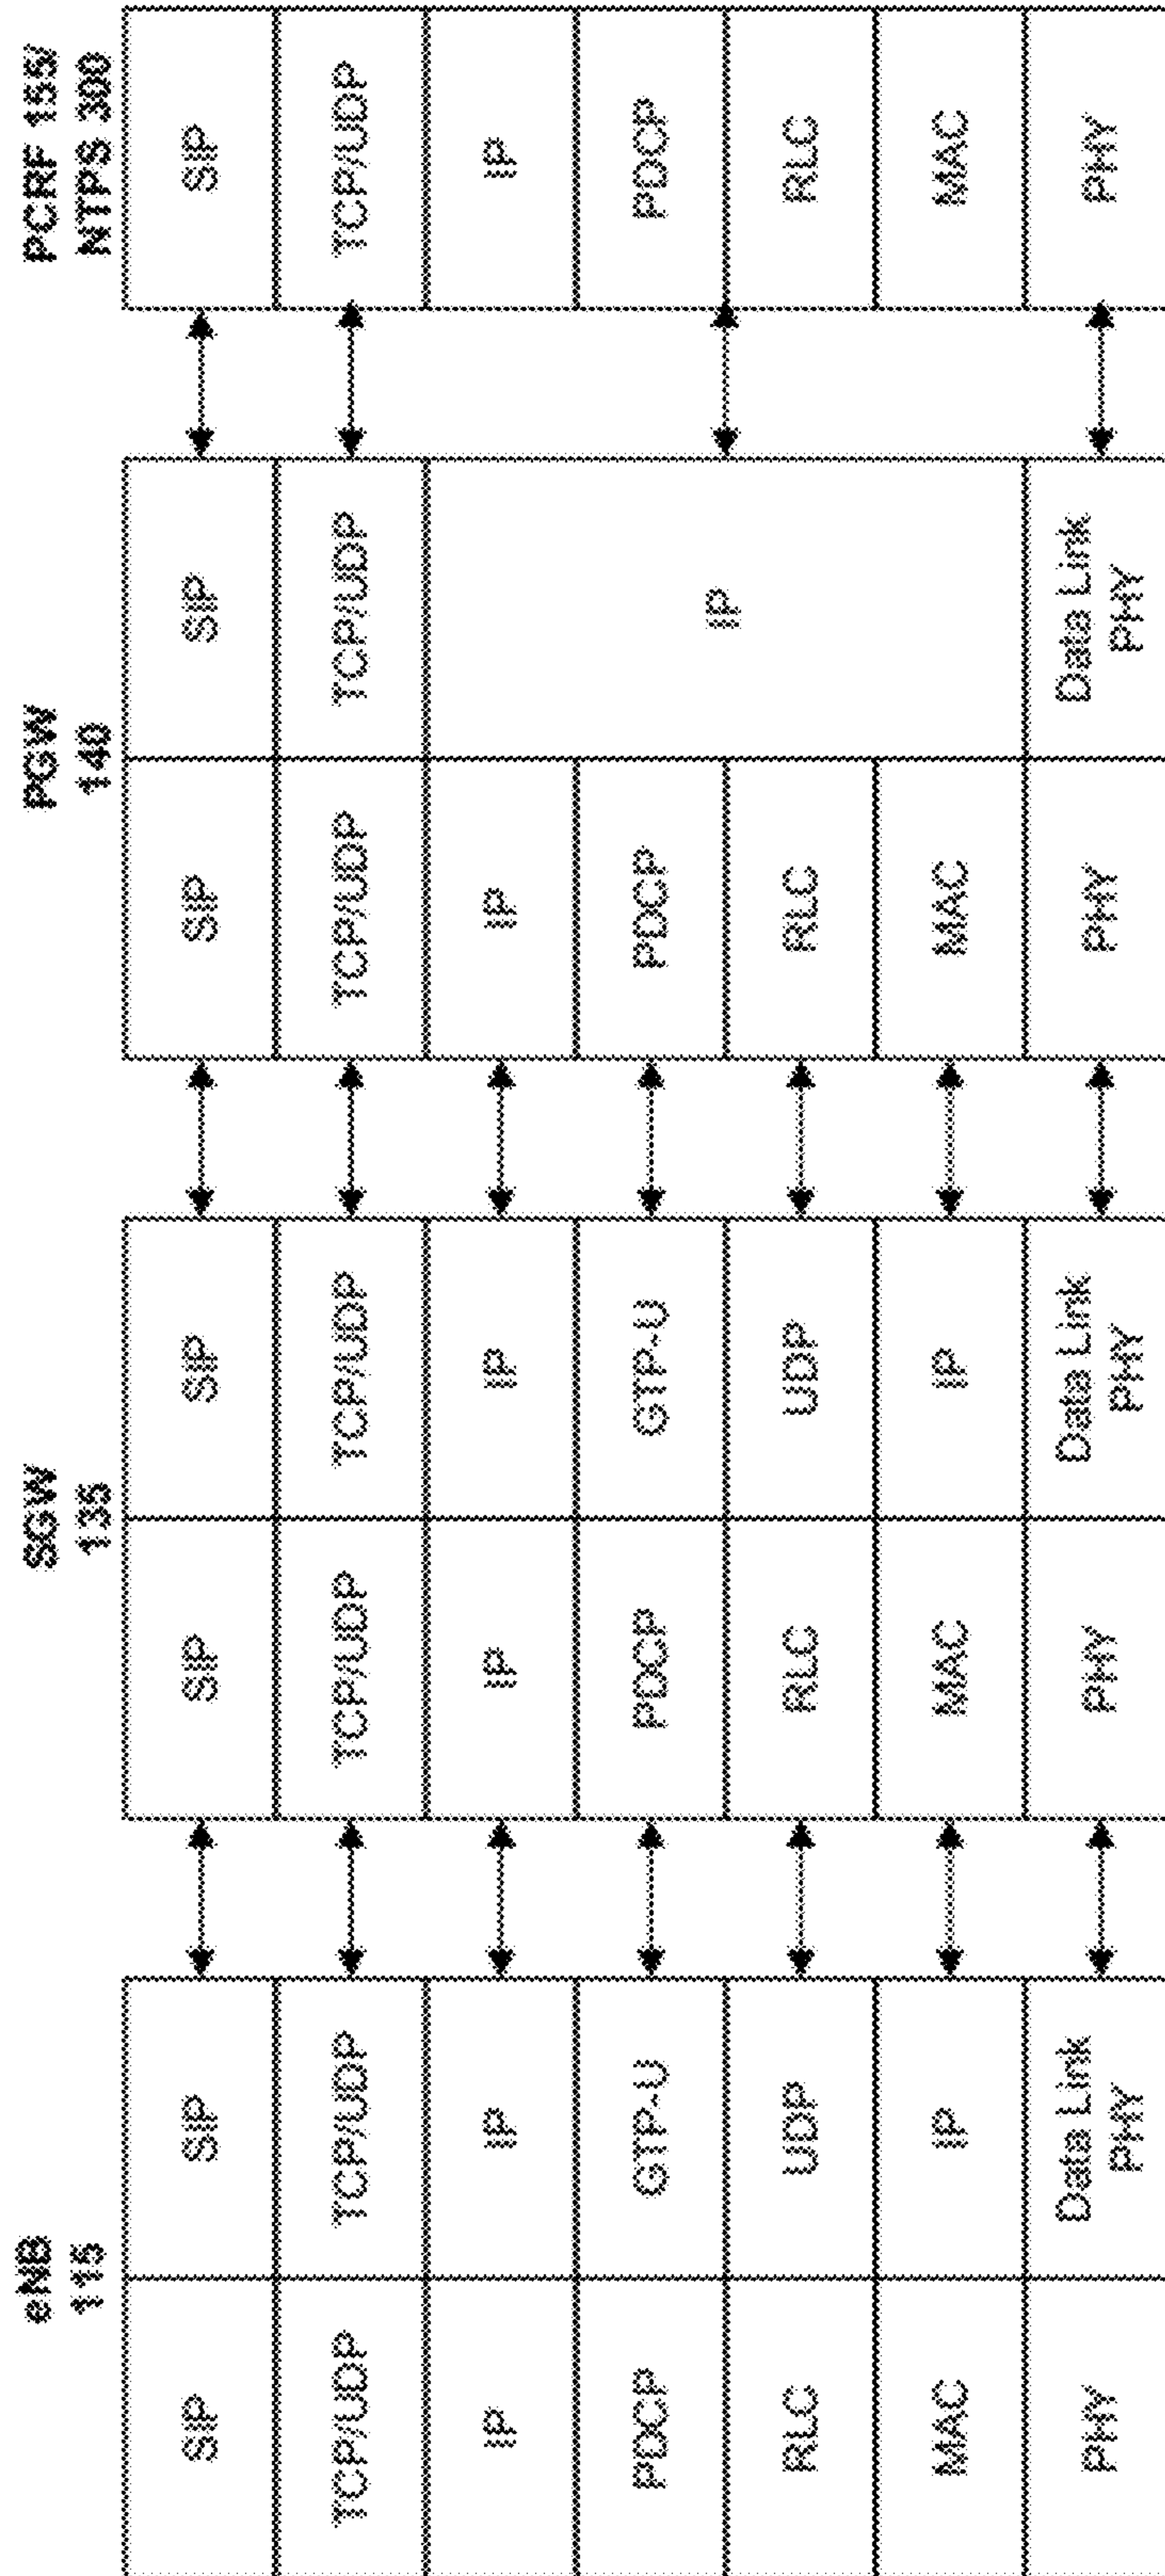 eNB
115
SGW
135
PGW
140
PCRF 155/
NTPS 300
SIP
SIP
SIP
SIP
SIP
SIP
SIP
TCP/UDP
TCP/UDP
TCP/UDP
TCP/UDP
TCP/UDP
TCP/UDP
TCP/UDP
IP
IP
IP
IP
IP
IP
IP
PDCP
GTP-U
PDCP
GTP-U
PDCP
PDCP
RLC
UDP
RLC
UDP
RLC
RLC
MAC
IP
MAC
IP
MAC
MAC
PHY
Data Link
PHY
PHY
Data Link
PHY
PHY
Data Link
PHY
PHY